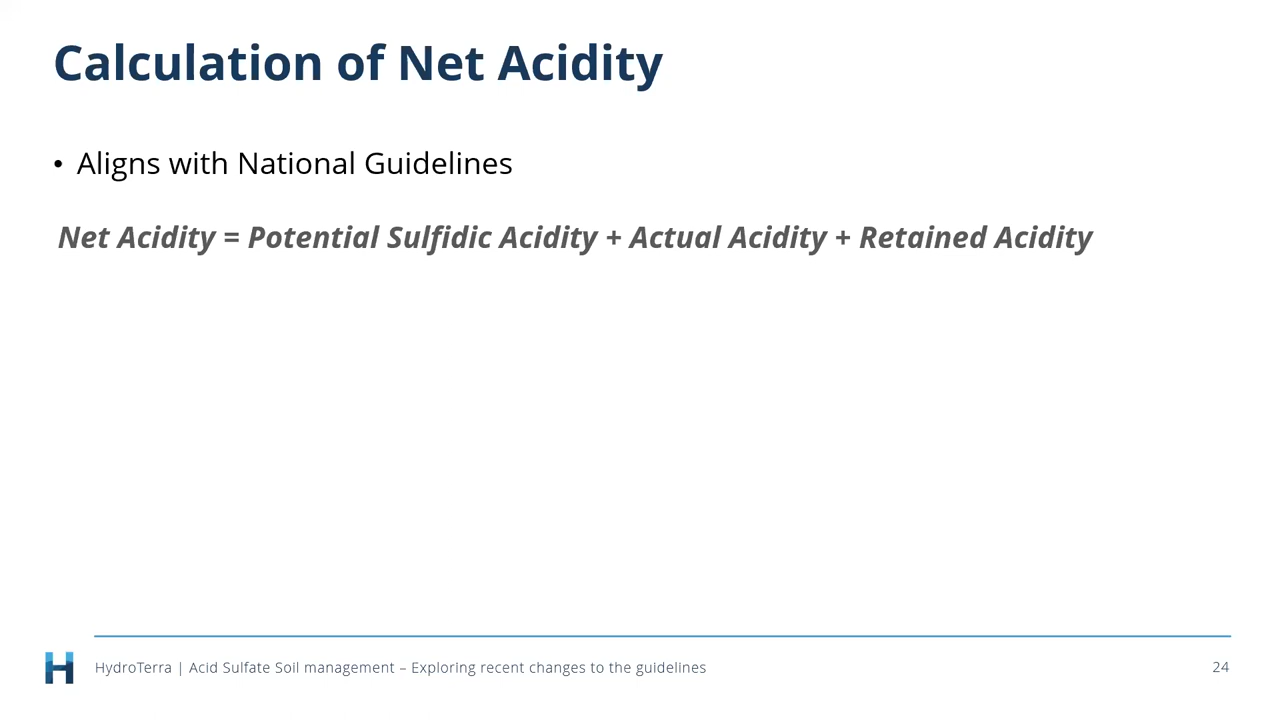 Calculation of Net Acidity
• Aligns with National Guidelines
Net Acidity = Potential Sulfidic Acidity + Actual Acidity + Retained Acidity
HydroTerra | Acid Sulfate Soil management – Exploring recent changes to the guidelines
24